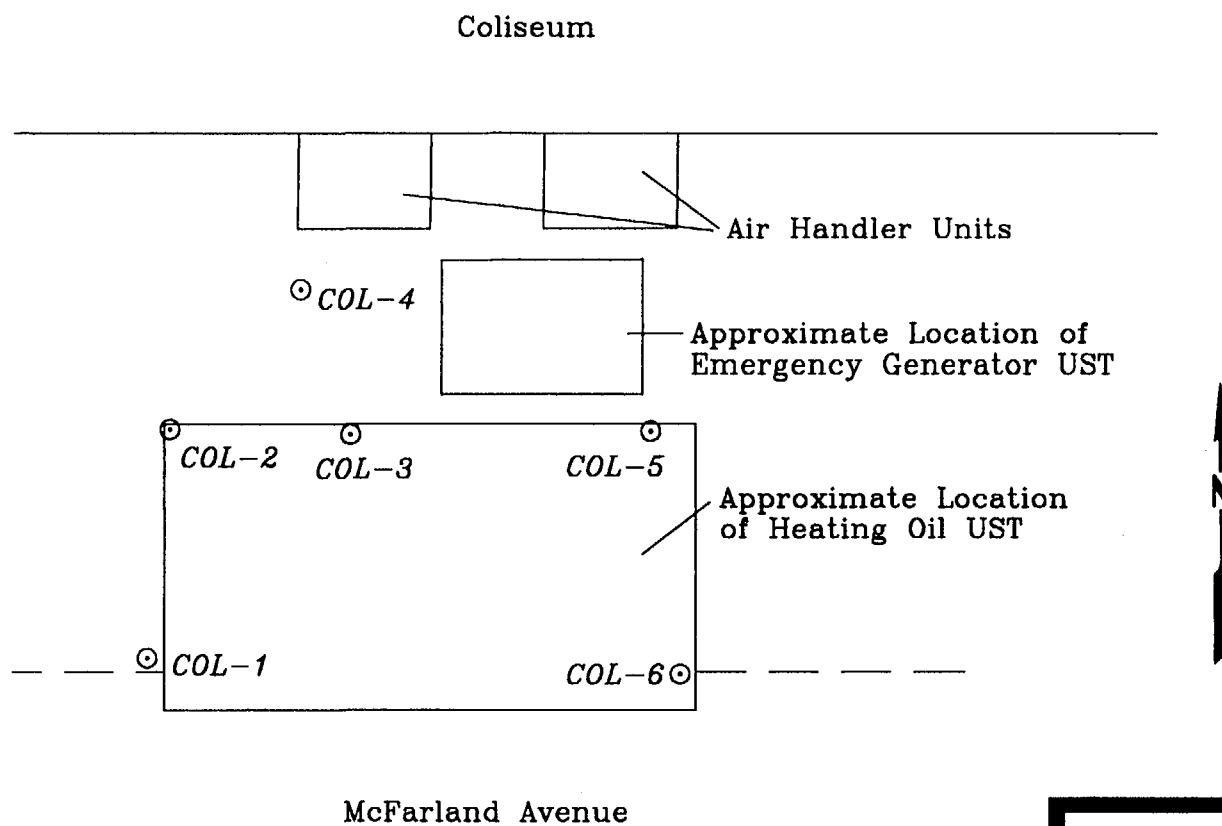 Coliseum
Air Handler Units
COL-4
Approximate Location of
Emergency Generator UST
COL-2
COL-3
COL-5
Approximate Location
of Heating Oil UST
N
COL-1
COL-6
McFarland Avenue